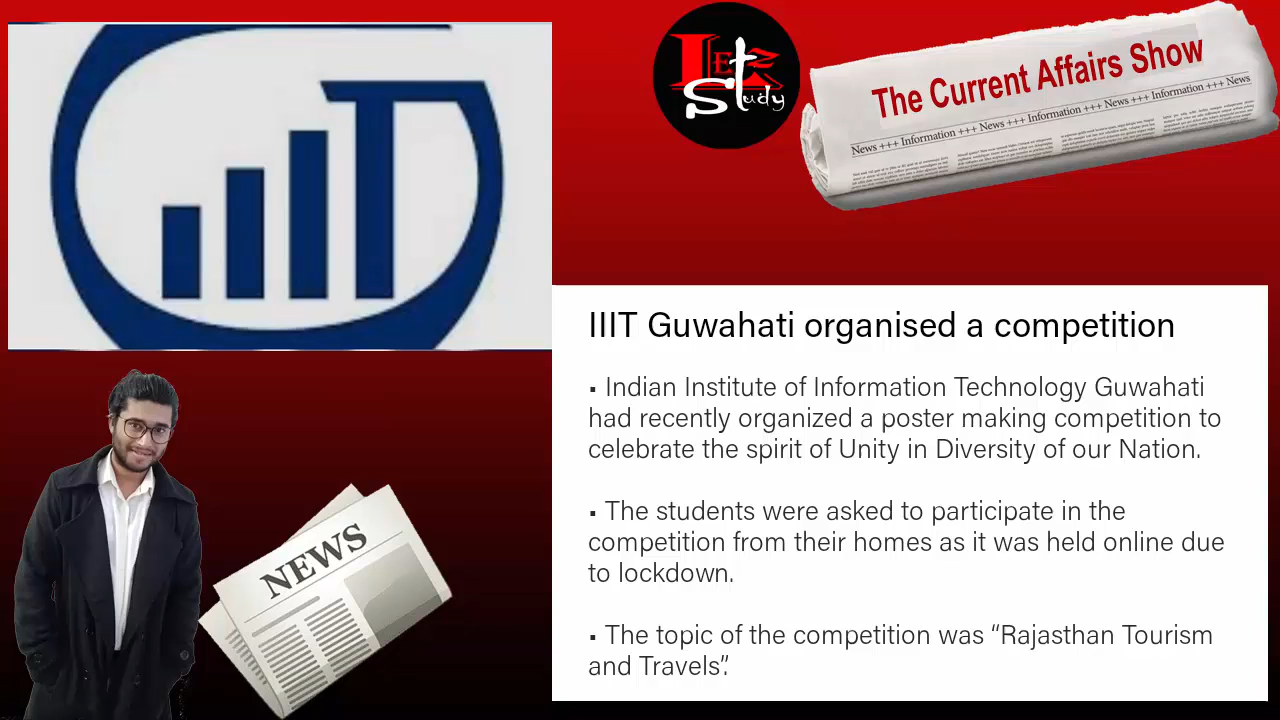 LET Z
Study
The Current Affairs Show
News +++ Information +++ News +++ Information +++ News +++ Information +++ News
IIIT Guwahati organised a competition
▪ Indian Institute of Information Technology Guwahati
had recently organized a poster making competition to
celebrate the spirit of Unity in Diversity of our Nation.
▪ The students were asked to participate in the
competition from their homes as it was held online due
to lockdown.
▪ The topic of the competition was “Rajasthan Tourism
and Travels”.
NEWS